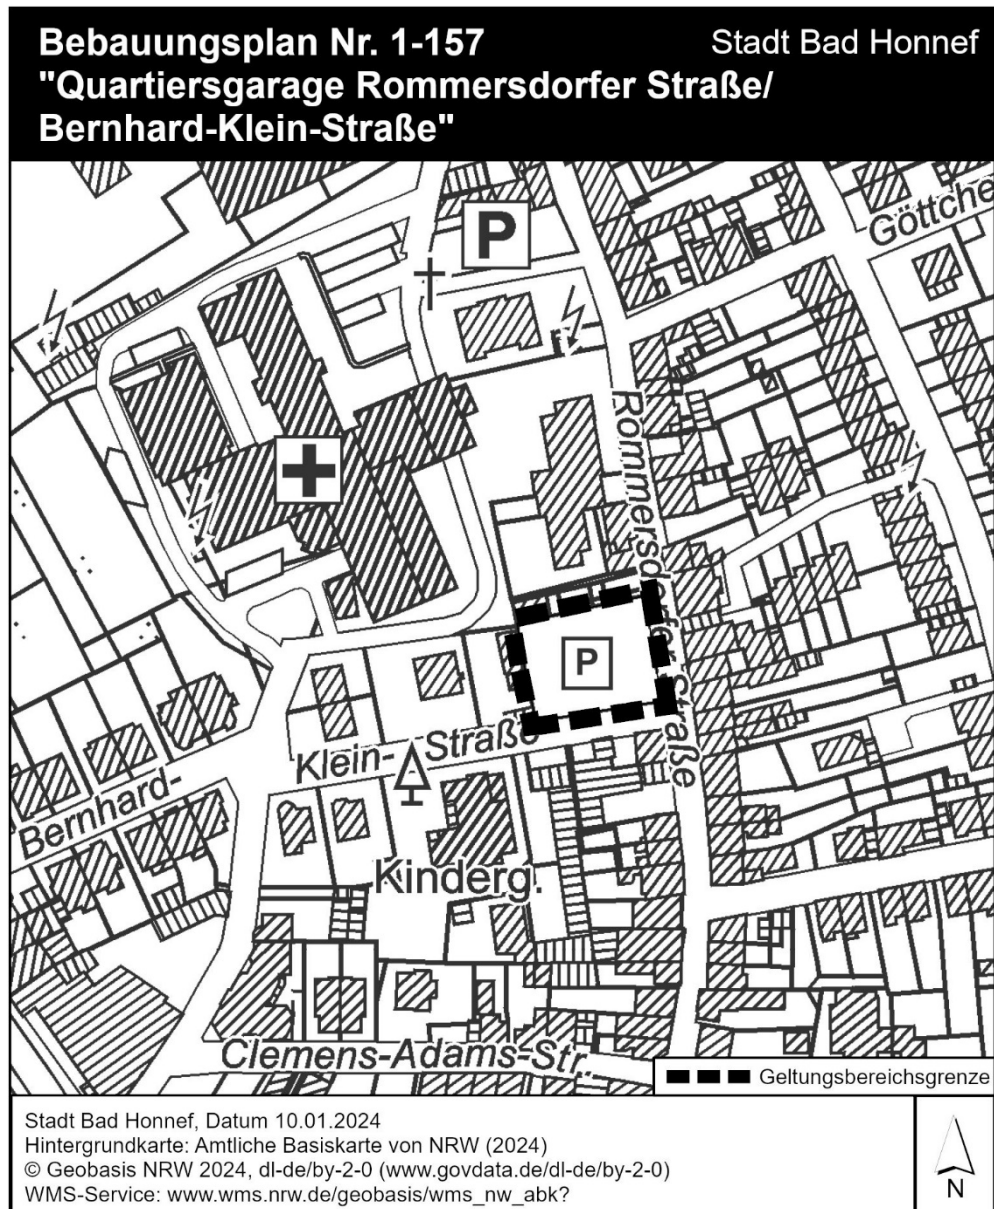 Bebauungsplan Nr. 1-157
Stadt Bad Honnef
"Quartiersgarage Rommersdorfer Straße/
Bernhard-Klein-Straße"
P
Göttche
Rommersdorfer Straße
P
Klein-Straße
Bernhard-
Kinderg.
Clemens-Adams-Str.
Geltungsbereichsgrenze
Stadt Bad Honnef, Datum 10.01.2024
Hintergrundkarte: Amtliche Basiskarte von NRW (2024)
© Geobasis NRW 2024, dl-de/by-2-0 (www.govdata.de/dl-de/by-2-0)
WMS-Service: www.wms.nrw.de/geobasis/wms_nw_abk?
N